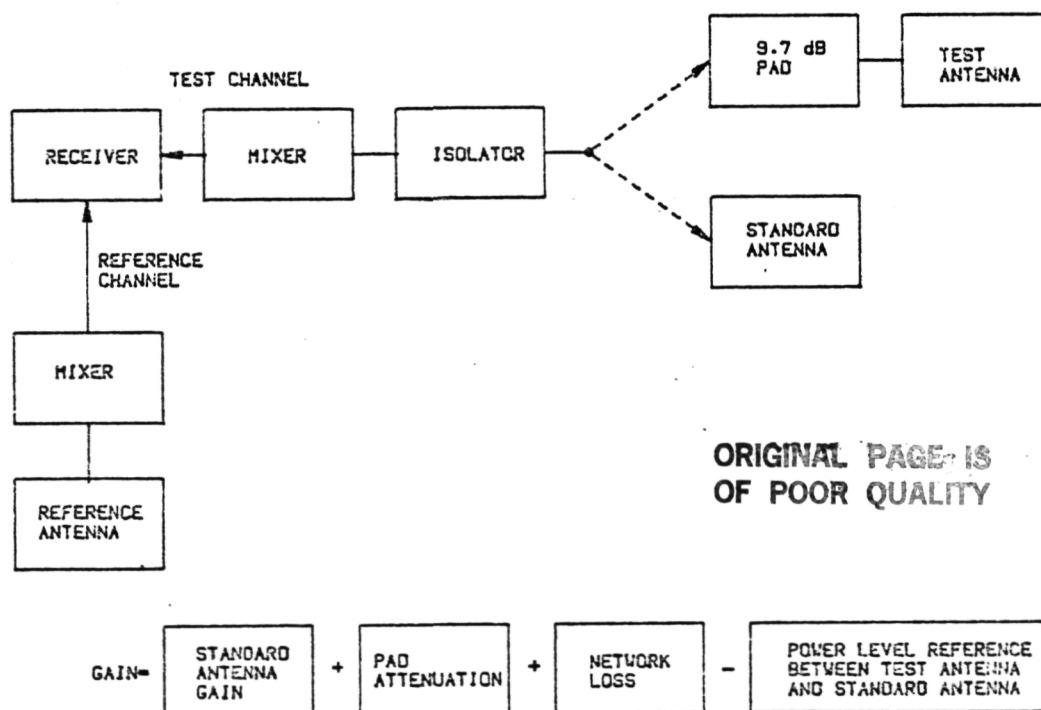 9.7 dB
PAD
TEST
ANTENNA
TEST CHANNEL
RECEIVER
MIXER
ISOLATOR
STANDARD
ANTENNA
REFERENCE
CHANNEL
MIXER
REFERENCE
ANTENNA
ORIGINAL PAGE IS
OF POOR QUALITY
GAIN=
STANDARD
ANTENNA
GAIN
+
PAD
ATTENUATION
+
NETWORK
LOSS
-
POWER LEVEL REFERENCE
BETWEEN TEST ANTENNA
AND STANDARD ANTENNA